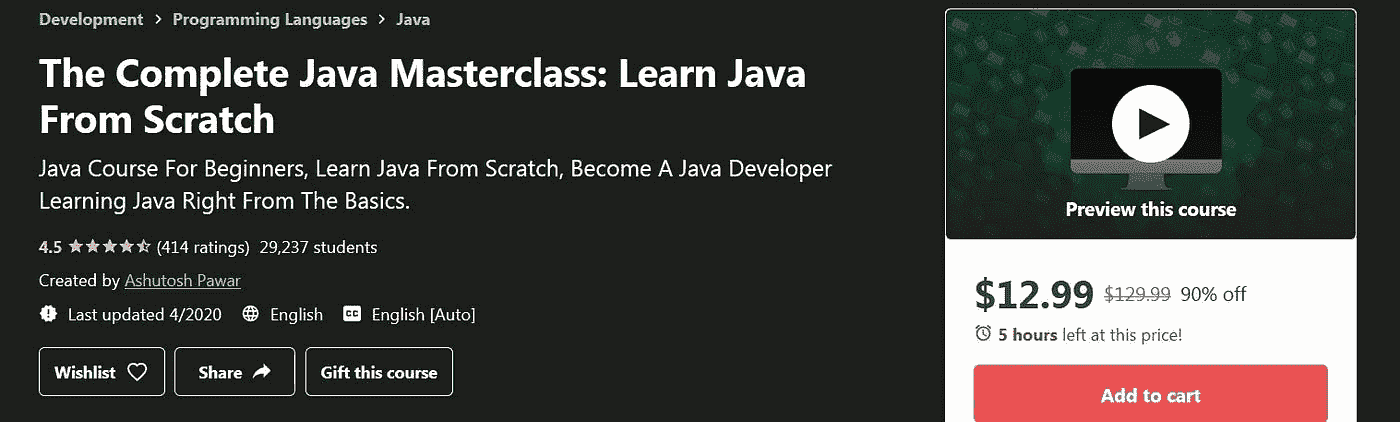 Development > Programming Languages > Java
The Complete Java Masterclass: Learn Java
From Scratch
Java Course For Beginners, Learn Java From Scratch, Become A Java Developer
Learning Java Right From The Basics.
4.5 (414 ratings) 29,237 students
Created by Ashutosh Pawar
Last updated 4/2020 English CC English [Auto]
Wishlist Share Gift this course
Preview this course
$12.99 $129.99 90% off
5 hours left at this price!
Add to cart